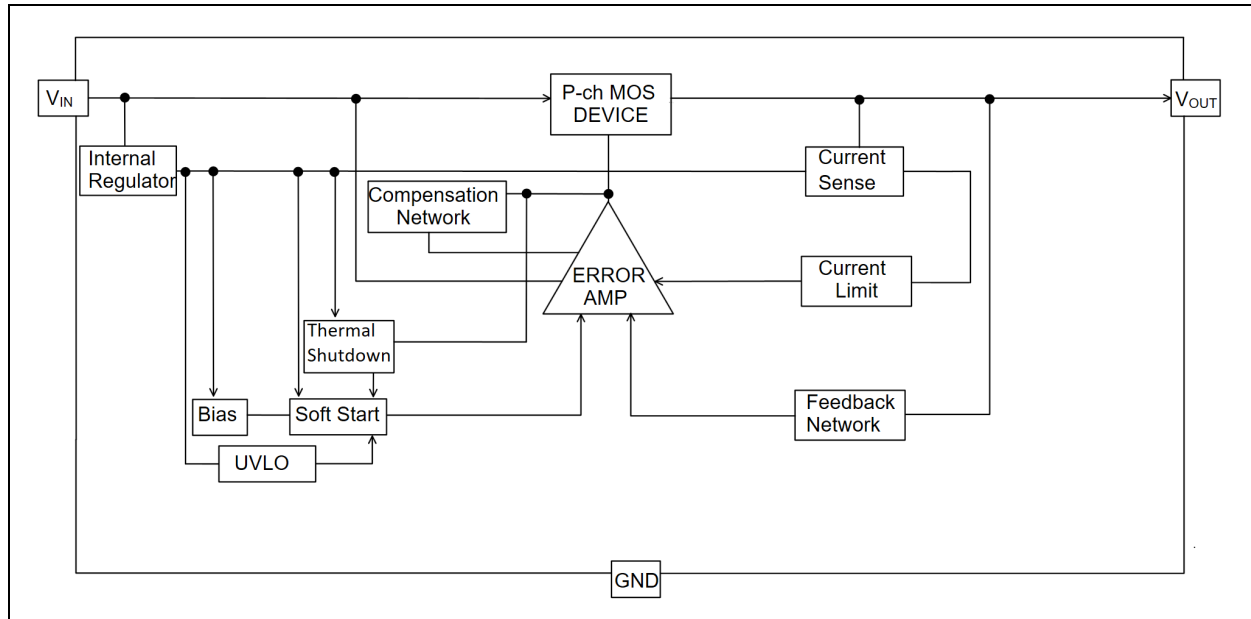 P-ch MOS
DEVICE
VIN
VOUT
Internal
Regulator
Current
Sense
Compensation
Network
ERROR
AMP
Current
Limit
Thermal
Shutdown
Bias
Soft Start
Feedback
Network
UVLO
GND